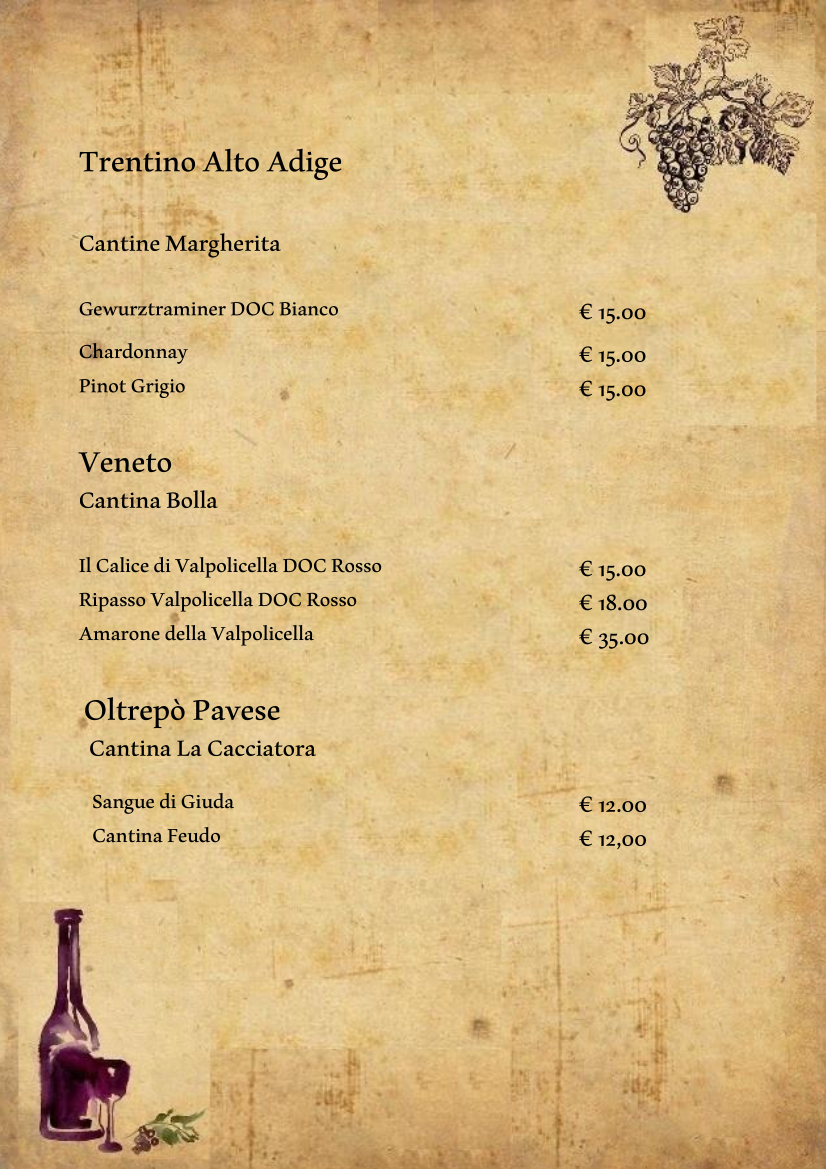 Trentino Alto Adige
Cantine Margherita
Gewurztraminer DOC Bianco € 15.00
Chardonnay € 15.00
Pinot Grigio € 15.00
Veneto
Cantina Bolla
Il Calice di Valpolicella DOC Rosso € 15.00
Ripasso Valpolicella DOC Rosso € 18.00
Amarone della Valpolicella € 35.00
Oltrepò Pavese
Cantina La Cacciatora
Sangue di Giuda € 12.00
Cantina Feudo € 12,00